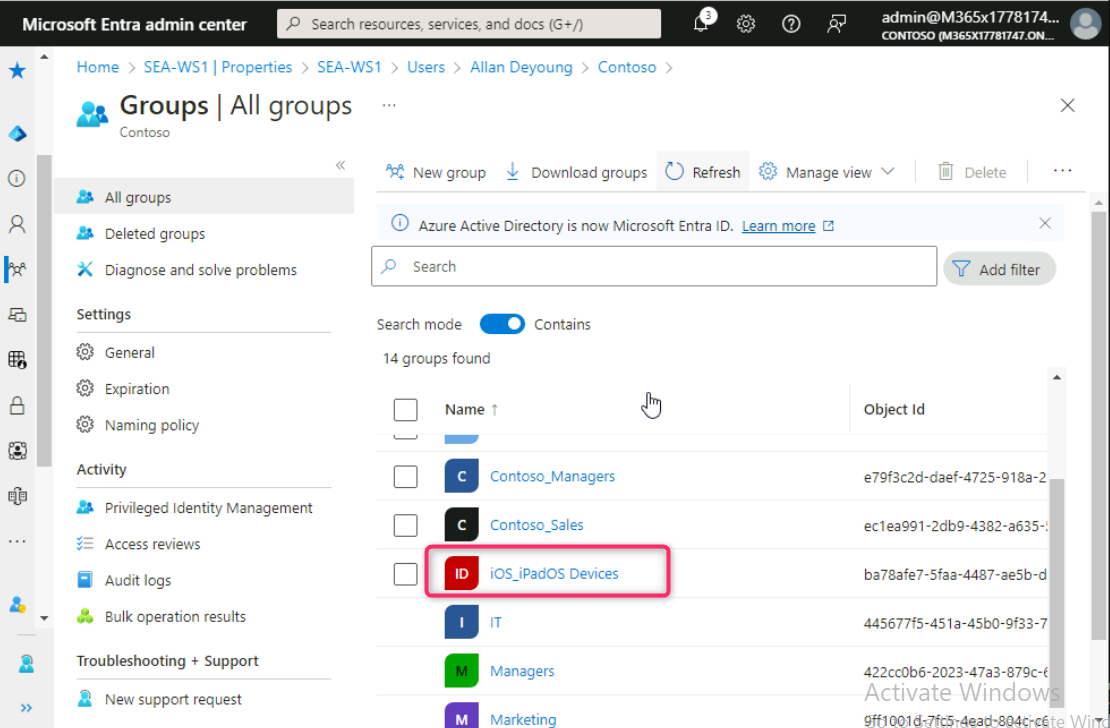 Microsoft Entra admin center
Search resources, services, and docs (G+/)
3
admin@M365x1778174...
CONTOSO (M365X17781747.ON...
Home > SEA-WS1 | Properties > SEA-WS1 > Users > Allan Deyoung > Contoso >
Groups | All groups ...
Contoso
«
New group
Download groups
Refresh
Manage view
Delete
...
All groups
Deleted groups
Diagnose and solve problems
Settings
General
Expiration
Naming policy
Activity
Privileged Identity Management
Access reviews
Audit logs
Bulk operation results
Troubleshooting + Support
New support request
Azure Active Directory is now Microsoft Entra ID. Learn more
Search
Add filter
Search mode Contains
14 groups found
Name ↑ Object Id
C Contoso_Managers e79f3c2d-daef-4725-918a-2
C Contoso_Sales ec1ea991-2db9-4382-a635-
ID iOS_iPadOS Devices ba78afe7-5faa-4487-ae5b-d
I IT 445677f5-451a-45b0-9f33-7
M Managers 422cc0b6-2023-47a3-879c-
Activate Windows
M Marketing